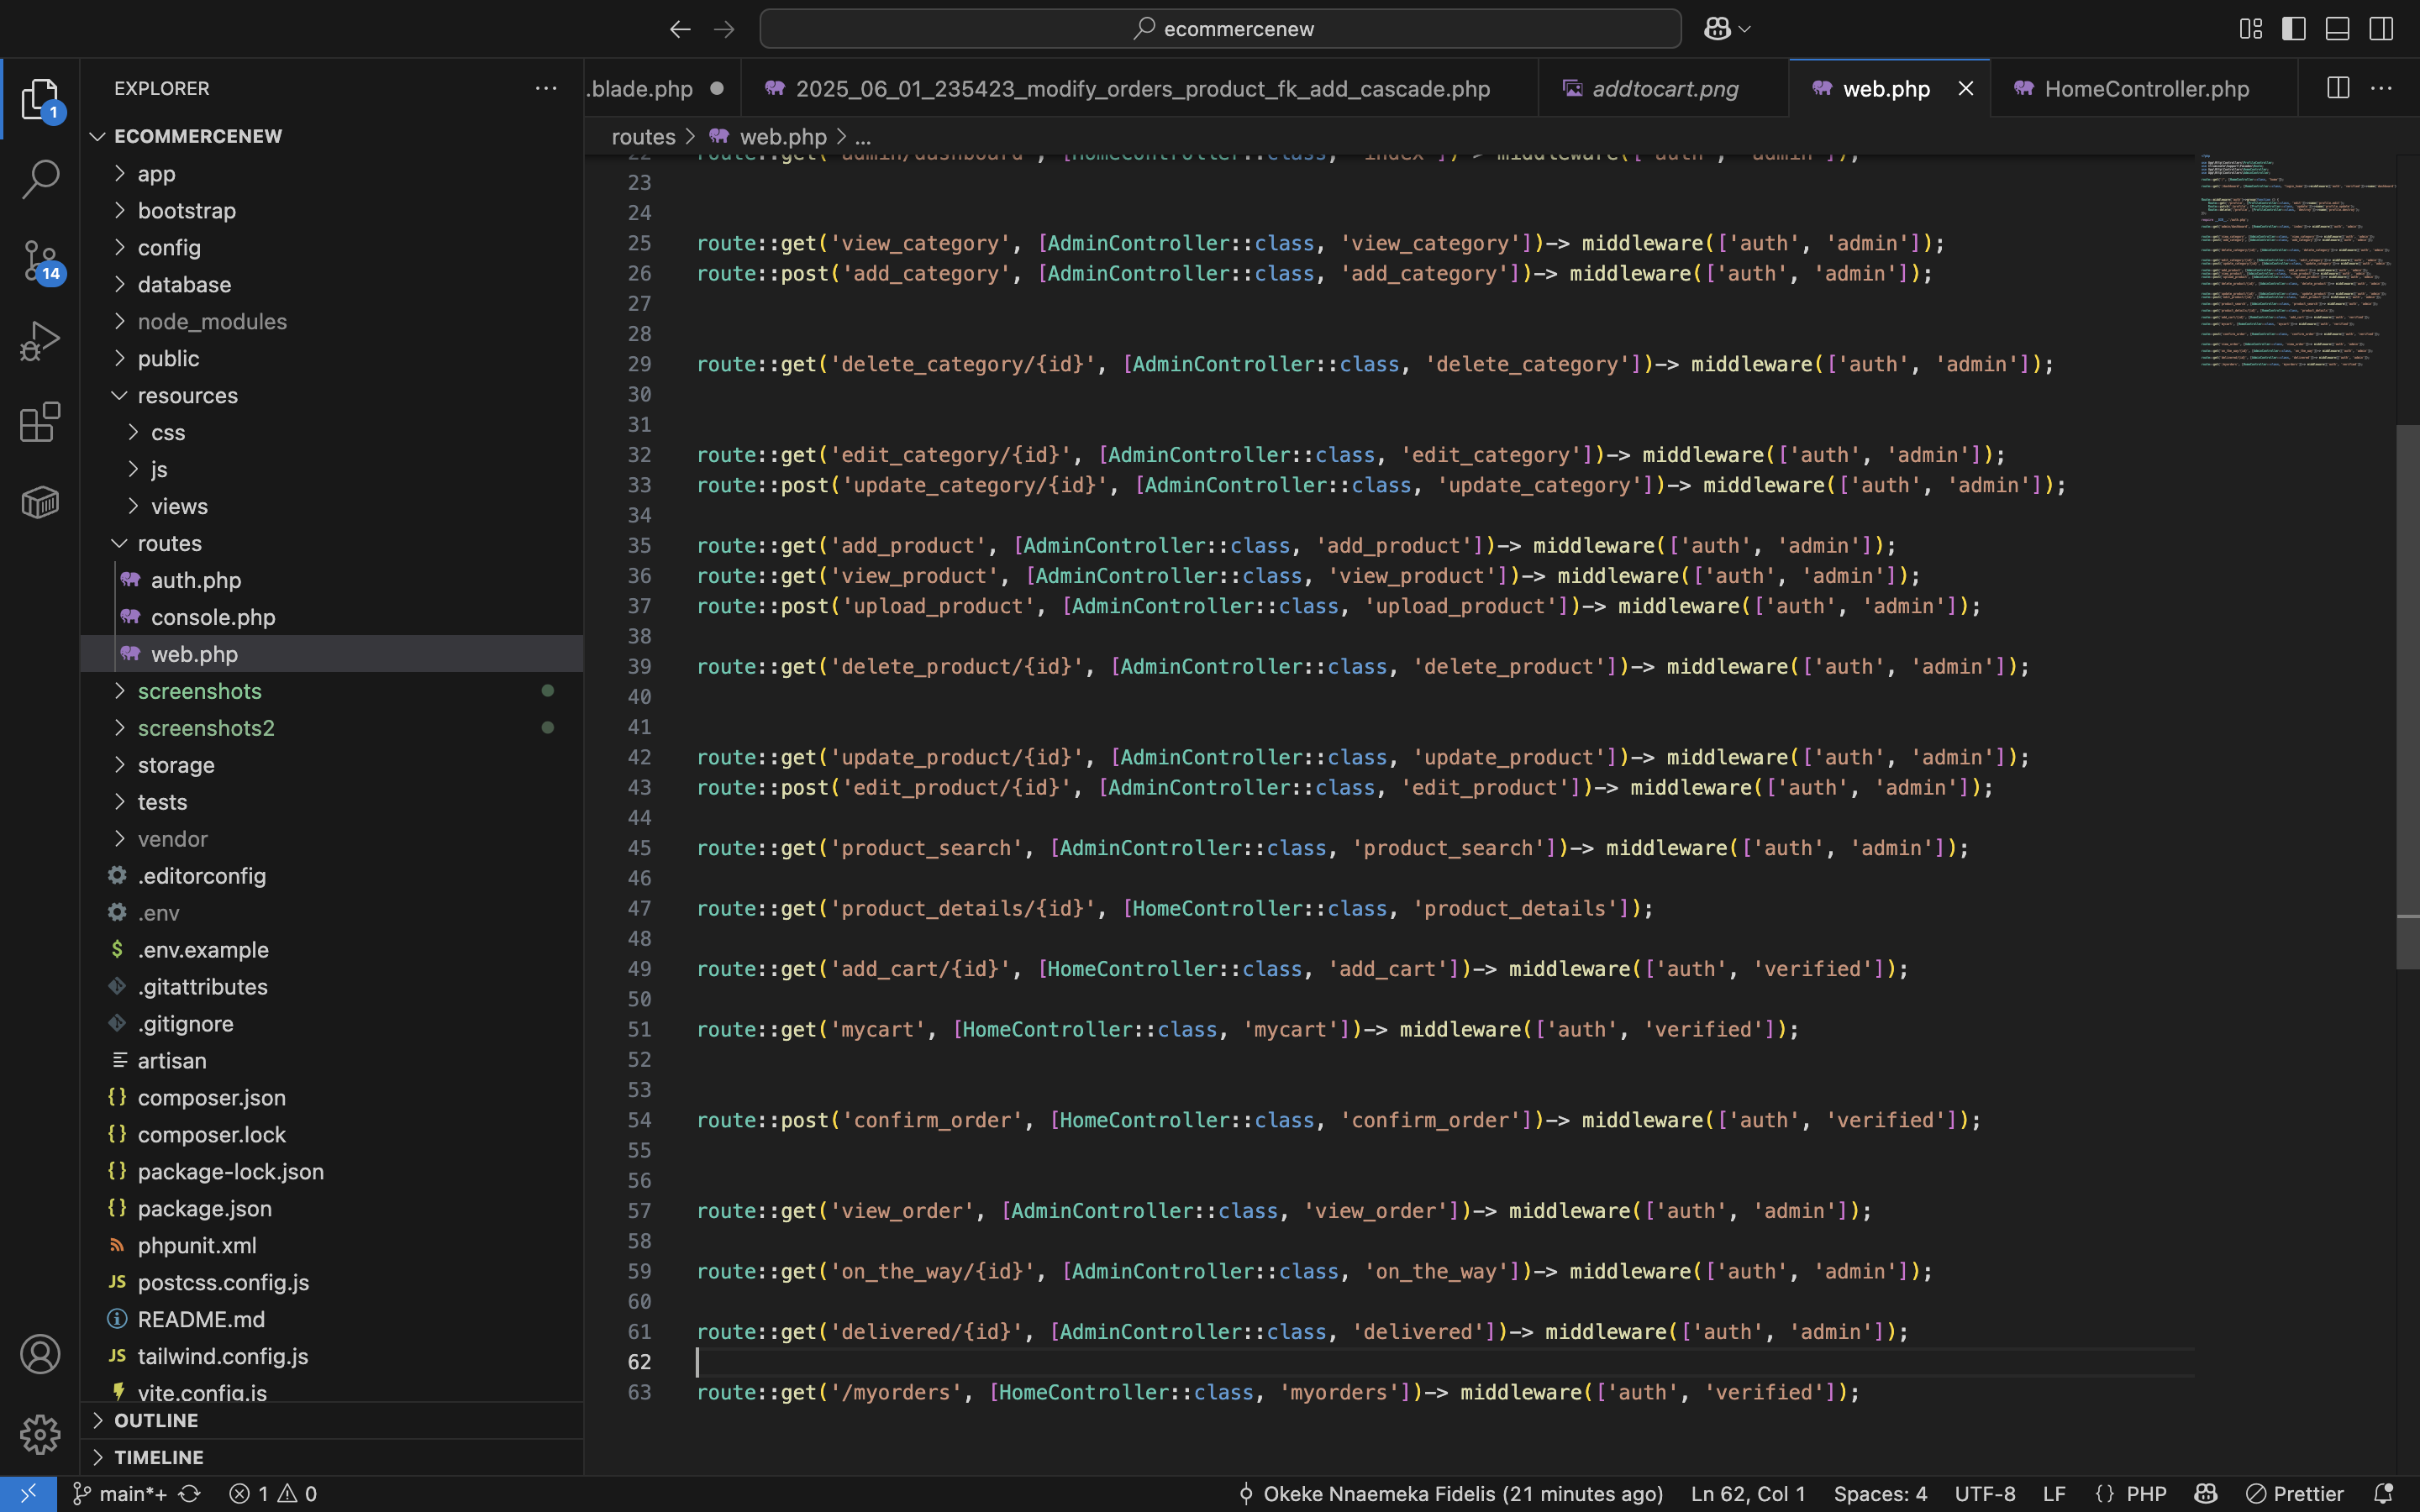 ecommercenew
EXPLORER
.blade.php
2025_06_01_235423_modify_orders_product_fk_add_cascade.php
addtocart.png
web.php
HomeController.php
1
14
ECOMMERCENEW
app
bootstrap
config
database
node_modules
public
resources
css
js
views
routes
auth.php
console.php
web.php
screenshots
screenshots2
storage
tests
vendor
.editorconfig
.env
.env.example
.gitattributes
.gitignore
artisan
composer.json
composer.lock
package-lock.json
package.json
phpunit.xml
postcss.config.js
README.md
tailwind.config.js
vite.config.js
OUTLINE
TIMELINE
routes > web.php > ...
22 route::get('admin/dashboard', [HomeController::class, 'index'])-> middleware(['auth', 'admin']);
23
24
25 route::get('view_category', [AdminController::class, 'view_category'])-> middleware(['auth', 'admin']);
26 route::post('add_category', [AdminController::class, 'add_category'])-> middleware(['auth', 'admin']);
27
28
29 route::get('delete_category/{id}', [AdminController::class, 'delete_category'])-> middleware(['auth', 'admin']);
30
31
32 route::get('edit_category/{id}', [AdminController::class, 'edit_category'])-> middleware(['auth', 'admin']);
33 route::post('update_category/{id}', [AdminController::class, 'update_category'])-> middleware(['auth', 'admin']);
34
35 route::get('add_product', [AdminController::class, 'add_product'])-> middleware(['auth', 'admin']);
36 route::get('view_product', [AdminController::class, 'view_product'])-> middleware(['auth', 'admin']);
37 route::post('upload_product', [AdminController::class, 'upload_product'])-> middleware(['auth', 'admin']);
38
39 route::get('delete_product/{id}', [AdminController::class, 'delete_product'])-> middleware(['auth', 'admin']);
40
41
42 route::get('update_product/{id}', [AdminController::class, 'update_product'])-> middleware(['auth', 'admin']);
43 route::post('edit_product/{id}', [AdminController::class, 'edit_product'])-> middleware(['auth', 'admin']);
44
45 route::get('product_search', [AdminController::class, 'product_search'])-> middleware(['auth', 'admin']);
46
47 route::get('product_details/{id}', [HomeController::class, 'product_details']);
48
49 route::get('add_cart/{id}', [HomeController::class, 'add_cart'])-> middleware(['auth', 'verified']);
50
51 route::get('mycart', [HomeController::class, 'mycart'])-> middleware(['auth', 'verified']);
52
53
54 route::post('confirm_order', [HomeController::class, 'confirm_order'])-> middleware(['auth', 'verified']);
55
56
57 route::get('view_order', [AdminController::class, 'view_order'])-> middleware(['auth', 'admin']);
58
59 route::get('on_the_way/{id}', [AdminController::class, 'on_the_way'])-> middleware(['auth', 'admin']);
60
61 route::get('delivered/{id}', [AdminController::class, 'delivered'])-> middleware(['auth', 'admin']);
62
63 route::get('/myorders', [HomeController::class, 'myorders'])-> middleware(['auth', 'verified']);
main*+ 1 0 Okeke Nnaemeka Fidelis (21 minutes ago) Ln 62, Col 1 Spaces: 4 UTF-8 LF {} PHP Prettier